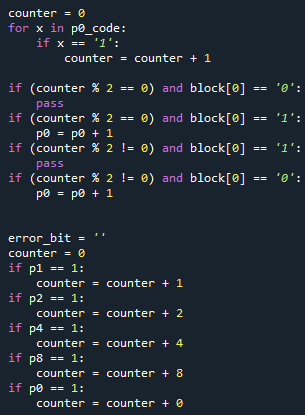 counter = 0
for x in p0_code:
    if x == '1':
        counter = counter + 1

if (counter % 2 == 0) and block[0] == '0':
    pass
if (counter % 2 == 0) and block[0] == '1':
    p0 = p0 + 1
if (counter % 2 != 0) and block[0] == '1':
    pass
if (counter % 2 != 0) and block[0] == '0':
    p0 = p0 + 1


error_bit = ''
counter = 0
if p1 == 1:
    counter = counter + 1
if p2 == 1:
    counter = counter + 2
if p4 == 1:
    counter = counter + 4
if p8 == 1:
    counter = counter + 8
if p0 == 1:
    counter = counter + 0